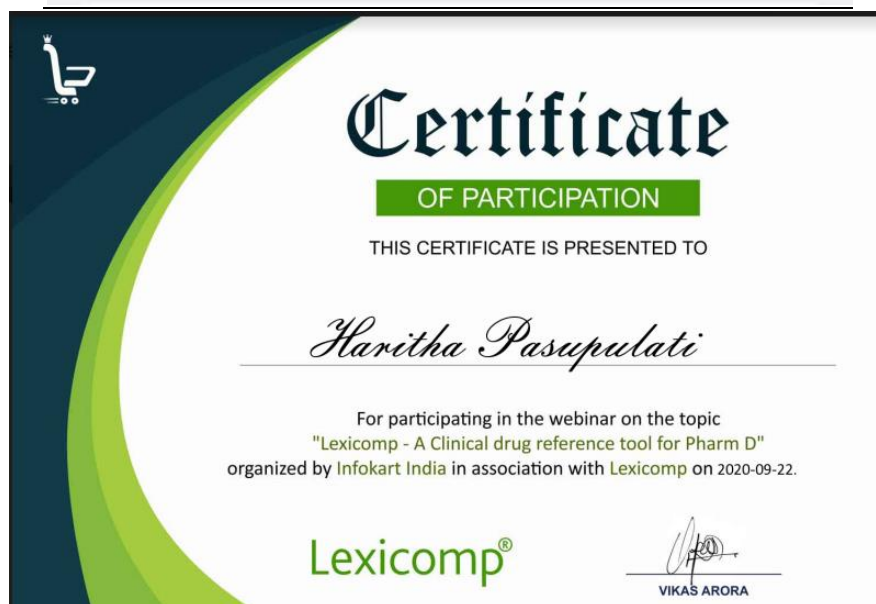 Certificate
OF PARTICIPATION
THIS CERTIFICATE IS PRESENTED TO
Haritha Pasupulati
For participating in the webinar on the topic
"Lexicomp - A Clinical drug reference tool for Pharm D"
organized by Infokart India in association with Lexicomp on 2020-09-22.
Lexicomp®
VIKAS ARORA